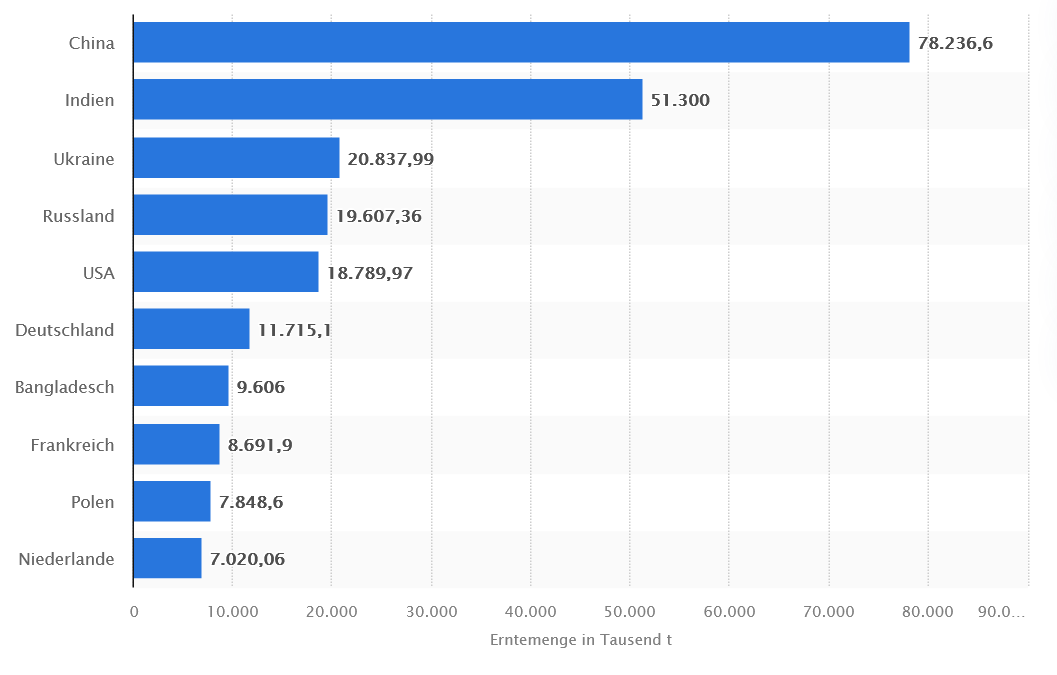 China 78.236,6
Indien 51.300
Ukraine 20.837,99
Russland 19.607,36
USA 18.789,97
Deutschland 11.715,1
Bangladesch 9.606
Frankreich 8.691,9
Polen 7.848,6
Niederlande 7.020,06
0 10.000 20.000 30.000 40.000 50.000 60.000 70.000 80.000 90.0...
Erntemenge in Tausend t